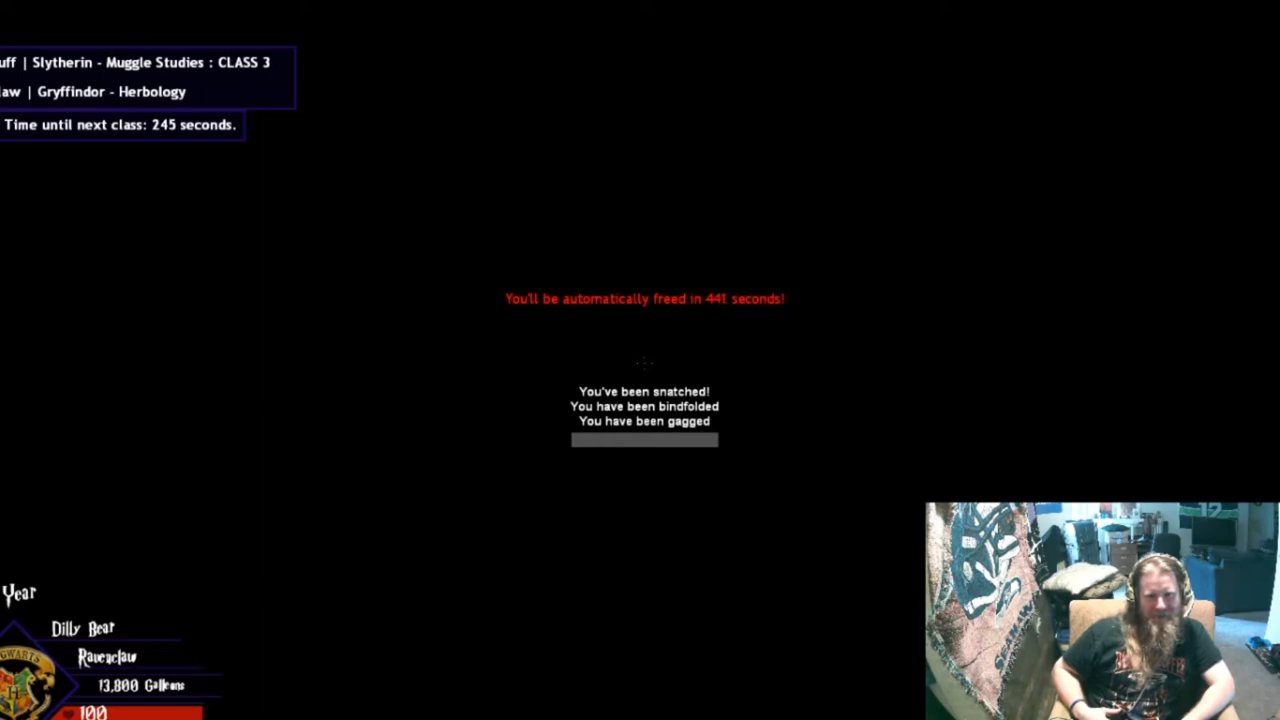 uff | Slytherin - Muggle Studies : CLASS 3
law | Gryffindor - Herbology
Time until next class: 245 seconds.
You'll be automatically freed in 441 seconds!
You've been snatched!
You have been bindfolded
You have been gagged
Year
Dilly Bear
Ravenclaw
13,800 Galleons
100
12